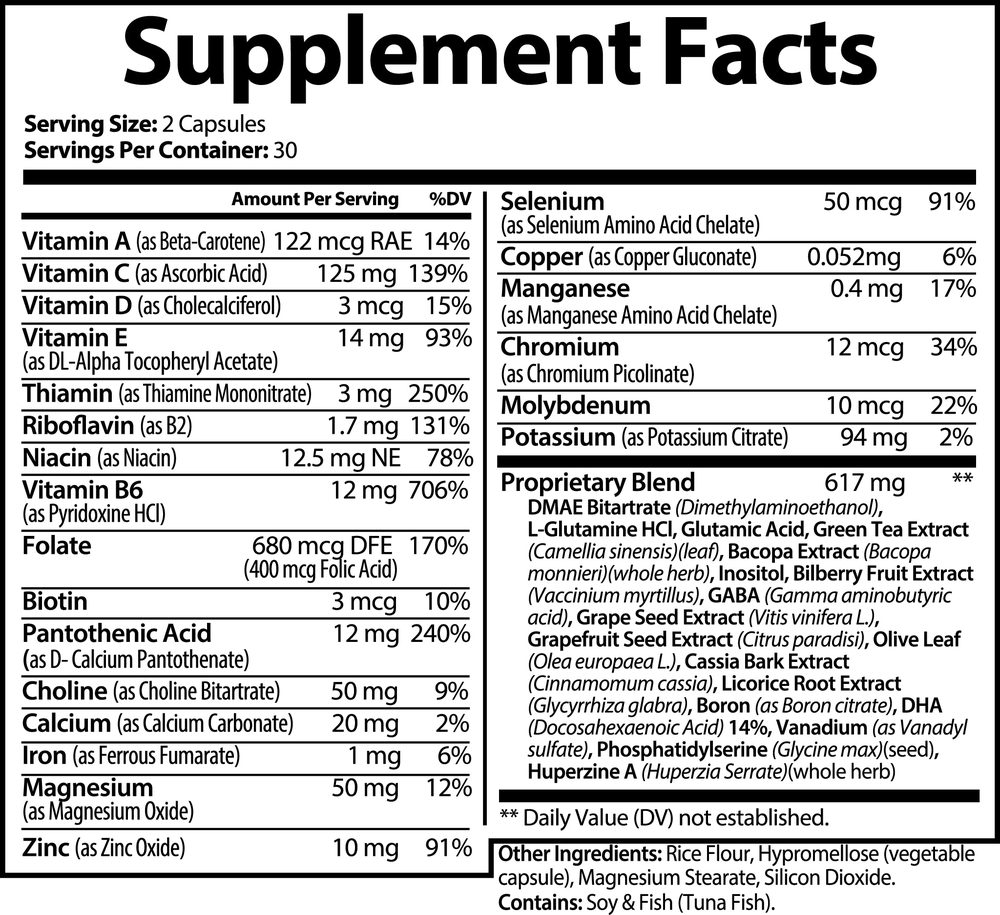 Supplement Facts
Serving Size: 2 Capsules
Servings Per Container: 30
Amount Per Serving %DV
Vitamin A (as Beta-Carotene) 122 mcg RAE 14%
Vitamin C (as Ascorbic Acid) 125 mg 139%
Vitamin D (as Cholecalciferol) 3 mcg 15%
Vitamin E 14 mg 93%
(as DL-Alpha Tocopheryl Acetate)
Thiamin (as Thiamine Mononitrate) 3 mg 250%
Riboflavin (as B2) 1.7 mg 131%
Niacin (as Niacin) 12.5 mg NE 78%
Vitamin B6 12 mg 706%
(as Pyridoxine HCl)
Folate 680 mcg DFE 170%
(400 mcg Folic Acid)
Biotin 3 mcg 10%
Pantothenic Acid 12 mg 240%
(as D- Calcium Pantothenate)
Choline (as Choline Bitartrate) 50 mg 9%
Calcium (as Calcium Carbonate) 20 mg 2%
Iron (as Ferrous Fumarate) 1 mg 6%
Magnesium 50 mg 12%
(as Magnesium Oxide)
Zinc (as Zinc Oxide) 10 mg 91%
Selenium 50 mcg 91%
(as Selenium Amino Acid Chelate)
Copper (as Copper Gluconate) 0.052mg 6%
Manganese 0.4 mg 17%
(as Manganese Amino Acid Chelate)
Chromium 12 mcg 34%
(as Chromium Picolinate)
Molybdenum 10 mcg 22%
Potassium (as Potassium Citrate) 94 mg 2%
Proprietary Blend 617 mg **
DMAE Bitartrate (Dimethylaminoethanol),
L-Glutamine HCl, Glutamic Acid, Green Tea Extract
(Camellia sinensis)(leaf), Bacopa Extract (Bacopa
monnieri)(whole herb), Inositol, Bilberry Fruit Extract
(Vaccinium myrtillus), GABA (Gamma aminobutyric
acid), Grape Seed Extract (Vitis vinifera L.),
Grapefruit Seed Extract (Citrus paradisi), Olive Leaf
(Olea europaea L.), Cassia Bark Extract
(Cinnamomum cassia), Licorice Root Extract
(Glycyrrhiza glabra), Boron (as Boron citrate), DHA
(Docosahexaenoic Acid) 14%, Vanadium (as Vanadyl
sulfate), Phosphatidylserine (Glycine max)(seed),
Huperzine A (Huperzia Serrate)(whole herb)
** Daily Value (DV) not established.
Other Ingredients: Rice Flour, Hypromellose (vegetable
capsule), Magnesium Stearate, Silicon Dioxide.
Contains: Soy & Fish (Tuna Fish).